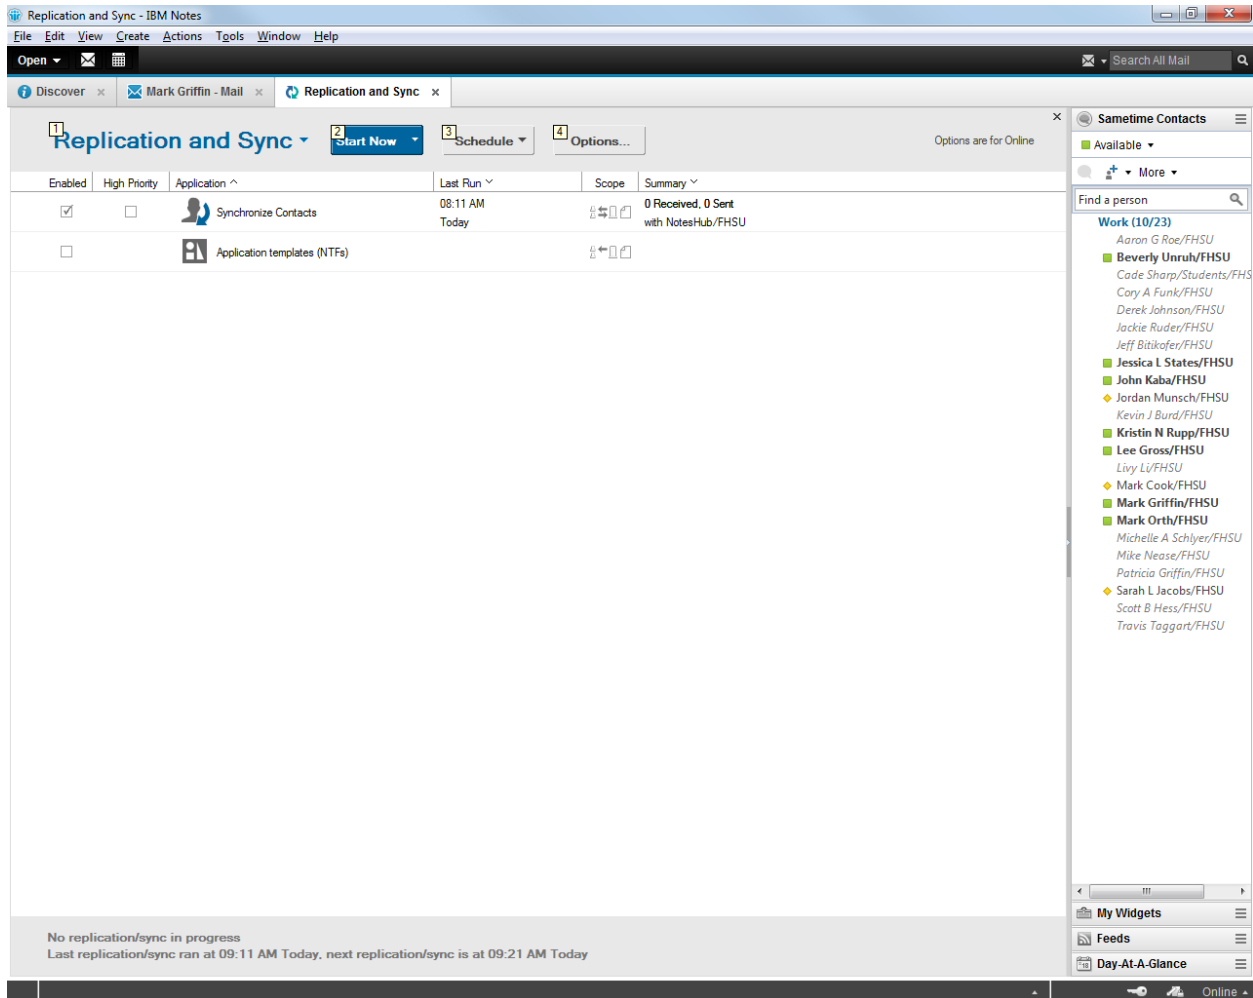 Replication and Sync - IBM Notes
File Edit View Create Actions Tools Window Help
Open Search All Mail
Discover Mark Griffin - Mail Replication and Sync
1 Replication and Sync 2 Start Now 3 Schedule 4 Options... Options are for Online
Enabled High Priority Application Last Run Scope Summary
Synchronize Contacts 08:11 AM 0 Received, 0 Sent
Today with NotesHub/FHSU
Application templates (NTFs)
No replication/sync in progress
Last replication/sync ran at 09:11 AM Today, next replication/sync is at 09:21 AM Today
Sametime Contacts
Available
More
Find a person
Work (10/23)
Aaron G Roe/FHSU
Beverly Unruh/FHSU
Cade Sharp/Students/FHS
Cory A Funk/FHSU
Derek Johnson/FHSU
Jackie Ruder/FHSU
Jeff Bitikofer/FHSU
Jessica L States/FHSU
John Kaba/FHSU
Jordan Munsch/FHSU
Kevin J Burd/FHSU
Kristin N Rupp/FHSU
Lee Gross/FHSU
Livy Li/FHSU
Mark Cook/FHSU
Mark Griffin/FHSU
Mark Orth/FHSU
Michelle A Schlyer/FHSU
Mike Nease/FHSU
Patricia Griffin/FHSU
Sarah L Jacobs/FHSU
Scott B Hess/FHSU
Travis Taggart/FHSU
My Widgets
Feeds
Day-At-A-Glance
Online